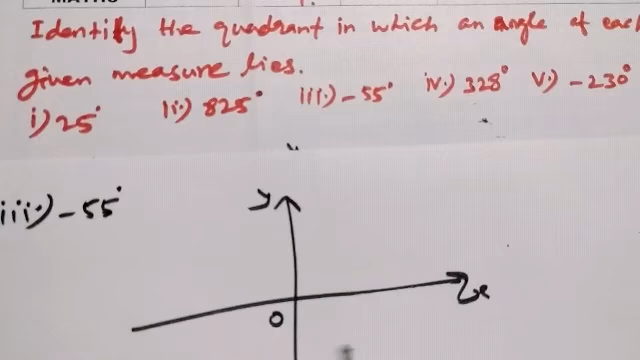 MATHS
Identify the quadrant in which an angle of each
given measure lies.
i) 25° ii.) 825° iii.) - 55° iv.) 328° v.) - 230°
iii.) - 55°
y
x
O